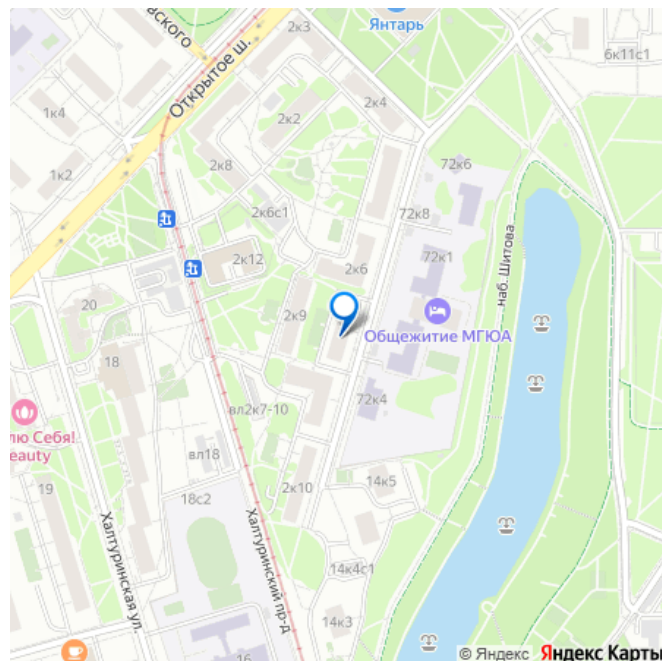 2к3
Янтарь
вского
6к11с1
Открытое ш.
1к4
2к4
2к2
2к8
72к6
1к2
2к6с1
72к8
наб. Шитова
2к12
2к6
72к1
20
2к9
Общежитие МГЮА
18
72к4
лю Себя!
eauty
вл2к7-10
вл18
19
18с2
2к10
14к5
Халтуринская ул.
Халтуринский пр-д
14к4с1
14к3
16
© Яндекс Яндекс Карты